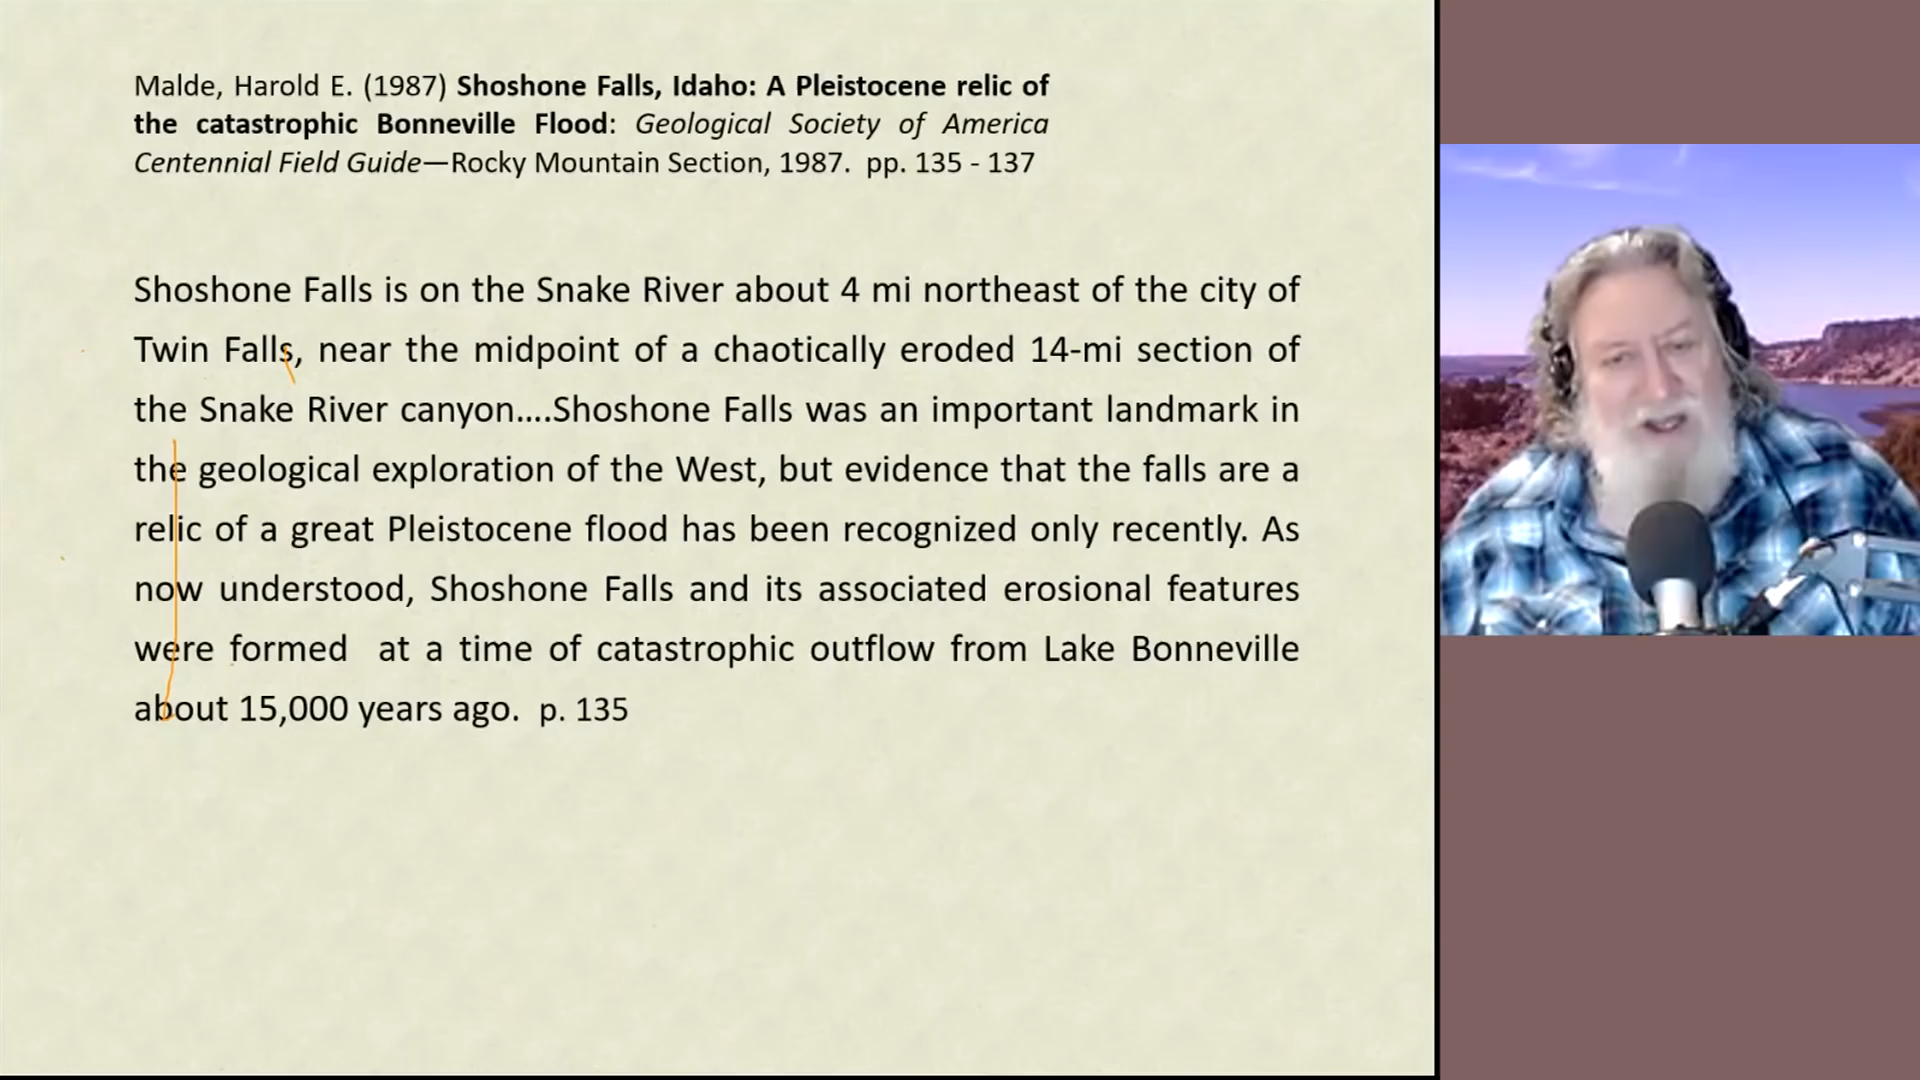 Malde, Harold E. (1987) Shoshone Falls, Idaho: A Pleistocene relic of
the catastrophic Bonneville Flood: Geological Society of America
Centennial Field Guide—Rocky Mountain Section, 1987. pp. 135 - 137
Shoshone Falls is on the Snake River about 4 mi northeast of the city of
Twin Falls, near the midpoint of a chaotically eroded 14-mi section of
the Snake River canyon....Shoshone Falls was an important landmark in
the geological exploration of the West, but evidence that the falls are a
relic of a great Pleistocene flood has been recognized only recently. As
now understood, Shoshone Falls and its associated erosional features
were formed at a time of catastrophic outflow from Lake Bonneville
about 15,000 years ago. p. 135